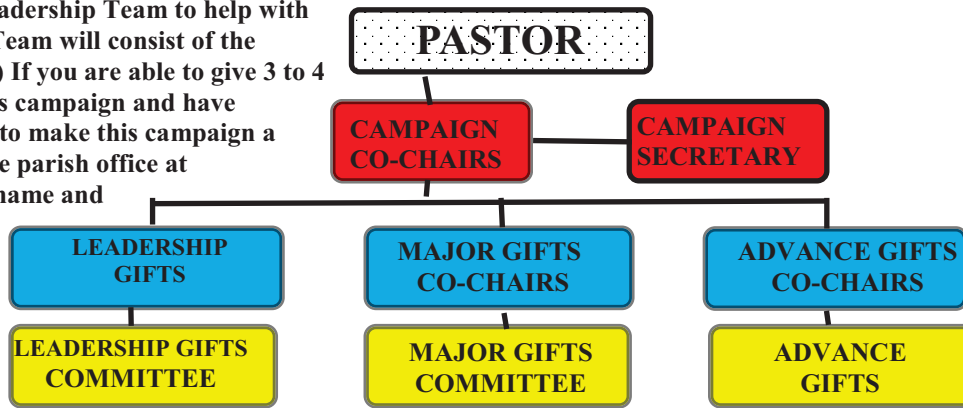 adership Team to help with
Team will consist of the
) If you are able to give 3 to 4
s campaign and have
to make this campaign a
e parish office at
name and
PASTOR
CAMPAIGN
CO-CHAIRS
CAMPAIGN
SECRETARY
LEADERSHIP
GIFTS
MAJOR GIFTS
CO-CHAIRS
ADVANCE GIFTS
CO-CHAIRS
LEADERSHIP GIFTS
COMMITTEE
MAJOR GIFTS
COMMITTEE
ADVANCE
GIFTS